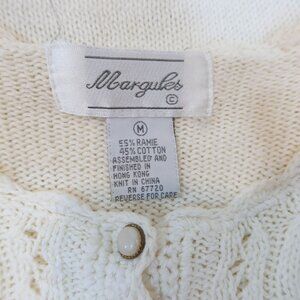 Margules
©
M
55% RAMIE
45% COTTON
ASSEMBLED AND
FINISHED IN
HONG KONG
KNIT IN CHINA
RN 67720
REVERSE FOR CARE